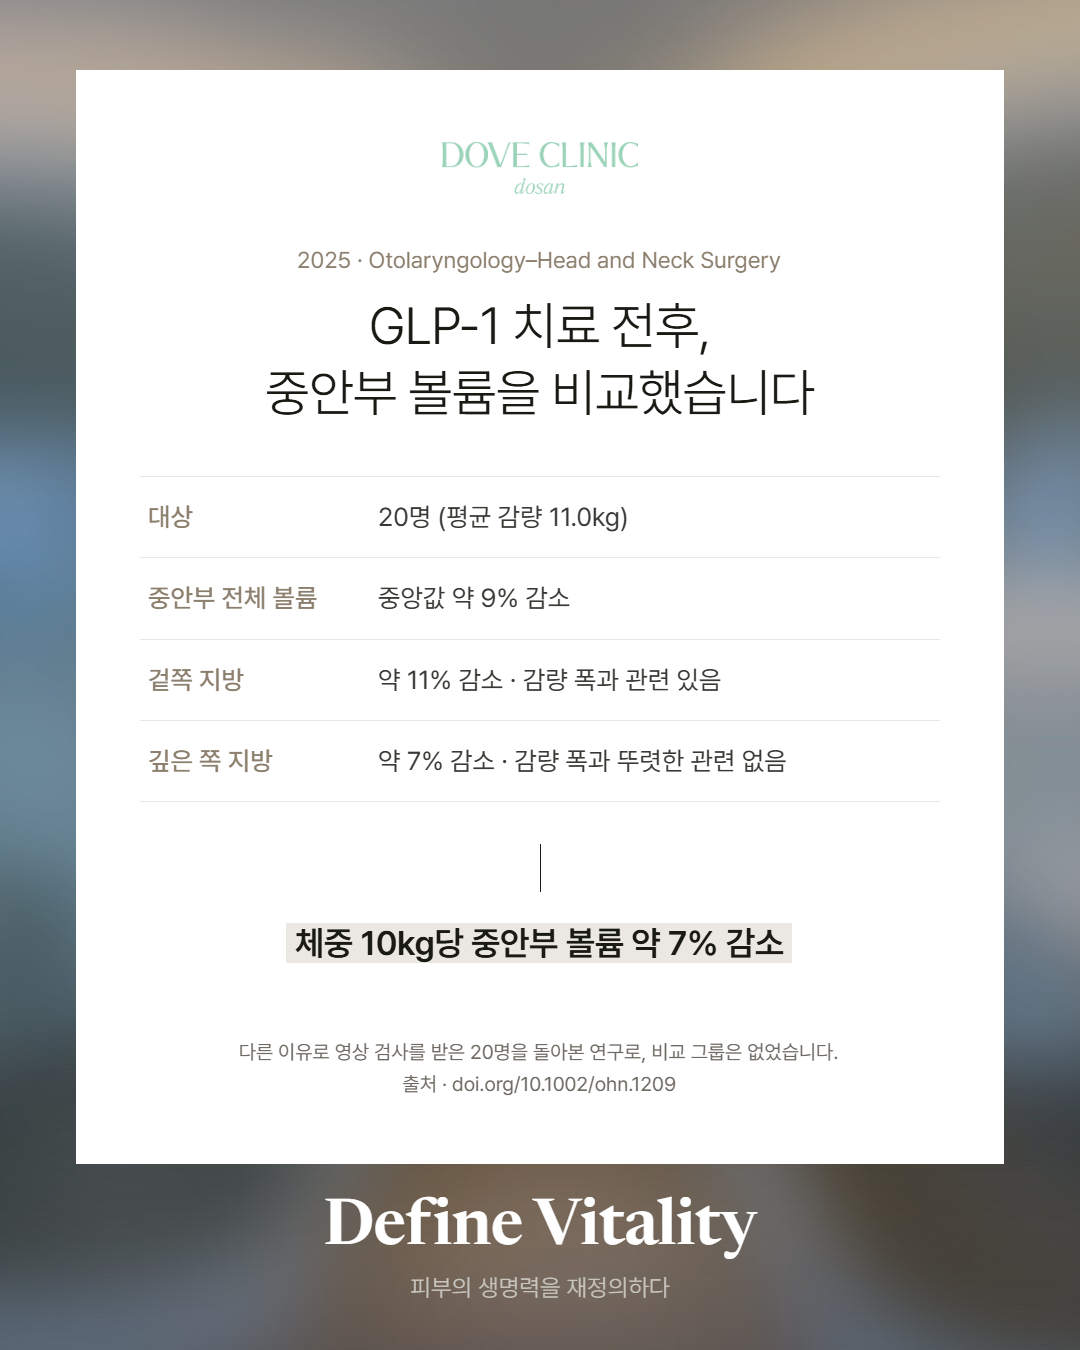 DOVE CLINIC
dosan
2025 · Otolaryngology–Head and Neck Surgery
GLP-1 치료 전후,
중안부 볼륨을 비교했습니다
대상 20명 (평균 감량 11.0kg)
중안부 전체 볼륨 중앙값 약 9% 감소
겉쪽 지방 약 11% 감소 · 감량 폭과 관련 있음
깊은 쪽 지방 약 7% 감소 · 감량 폭과 뚜렷한 관련 없음
체중 10kg당 중안부 볼륨 약 7% 감소
다른 이유로 영상 검사를 받은 20명을 돌아본 연구로, 비교 그룹은 없었습니다.
출처 · doi.org/10.1002/ohn.1209
Define Vitality
피부의 생명력을 재정의하다